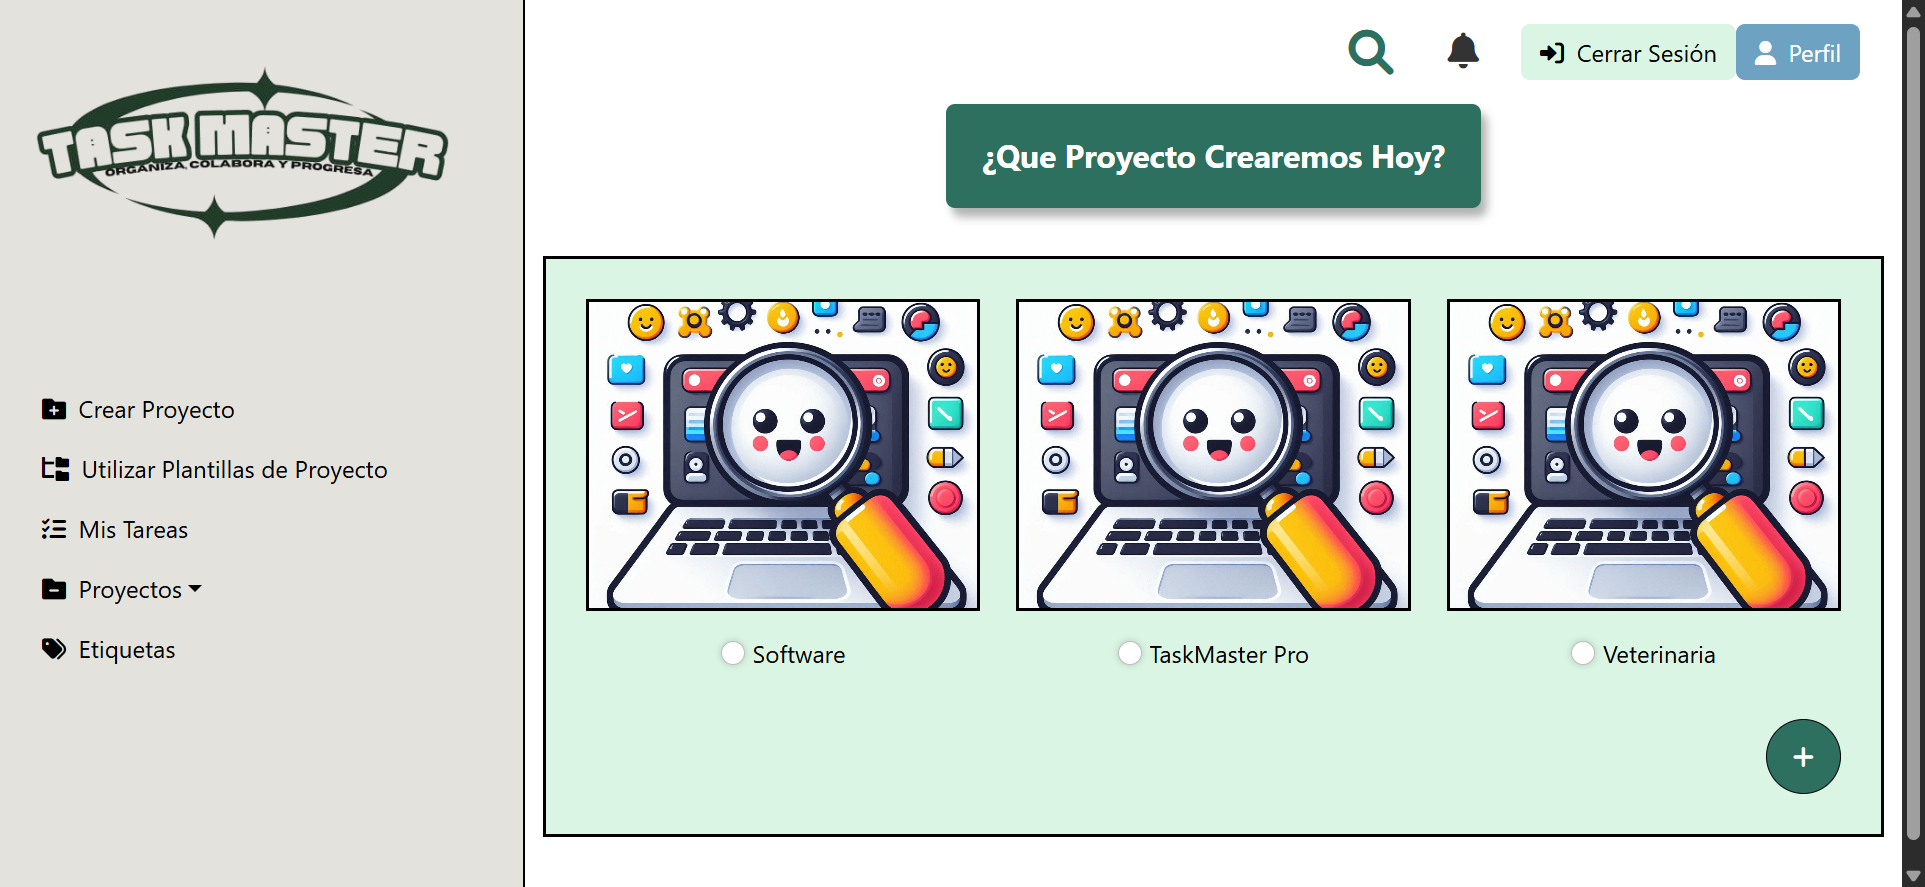 TASK MASTER
ORGANIZA, COLABORA Y PROGRESA
Crear Proyecto
Utilizar Plantillas de Proyecto
Mis Tareas
Proyectos
Etiquetas
Cerrar Sesión
Perfil
¿Que Proyecto Crearemos Hoy?
Software
TaskMaster Pro
Veterinaria